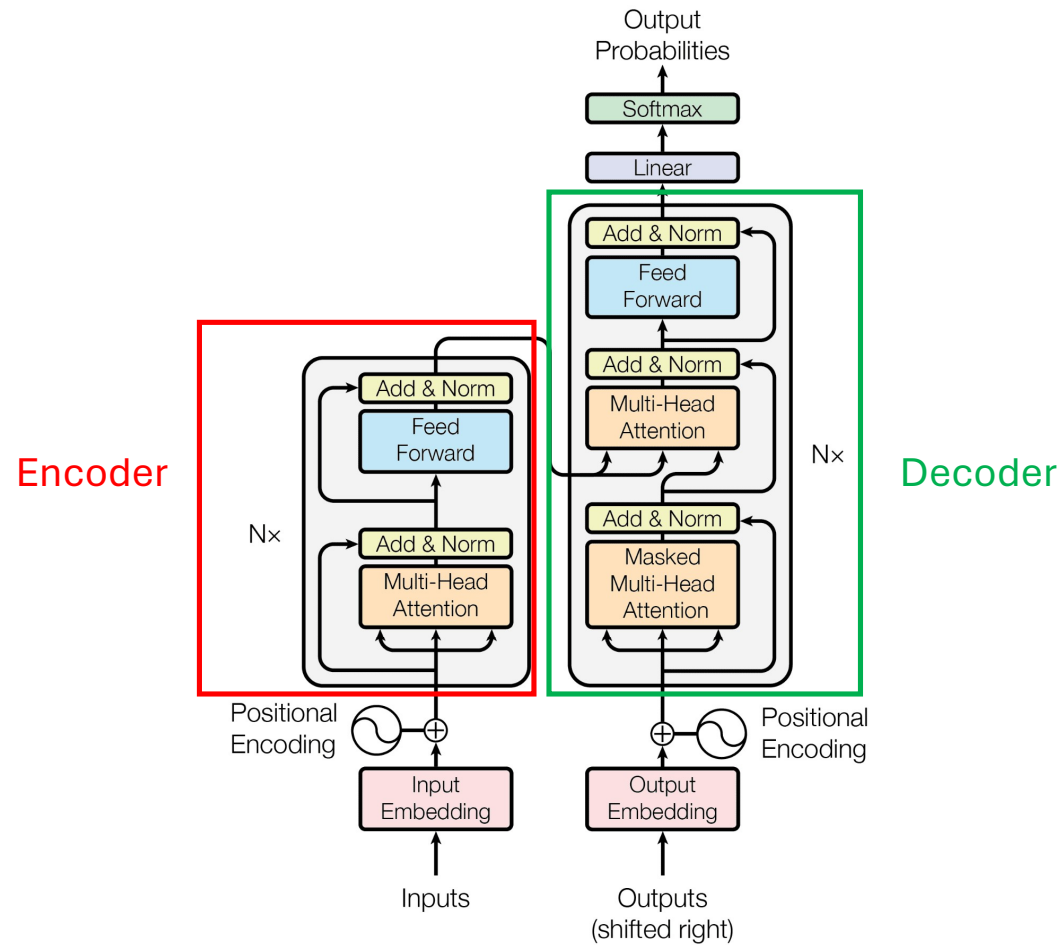 Output
Probabilities
Softmax
Linear
Add & Norm
Feed
Forward
Add & Norm
Multi-Head
Attention
Add & Norm
Masked
Multi-Head
Attention
N×
Decoder
Encoder
N×
Add & Norm
Feed
Forward
Add & Norm
Multi-Head
Attention
Positional
Encoding
Positional
Encoding
Input
Embedding
Output
Embedding
Inputs
Outputs
(shifted right)